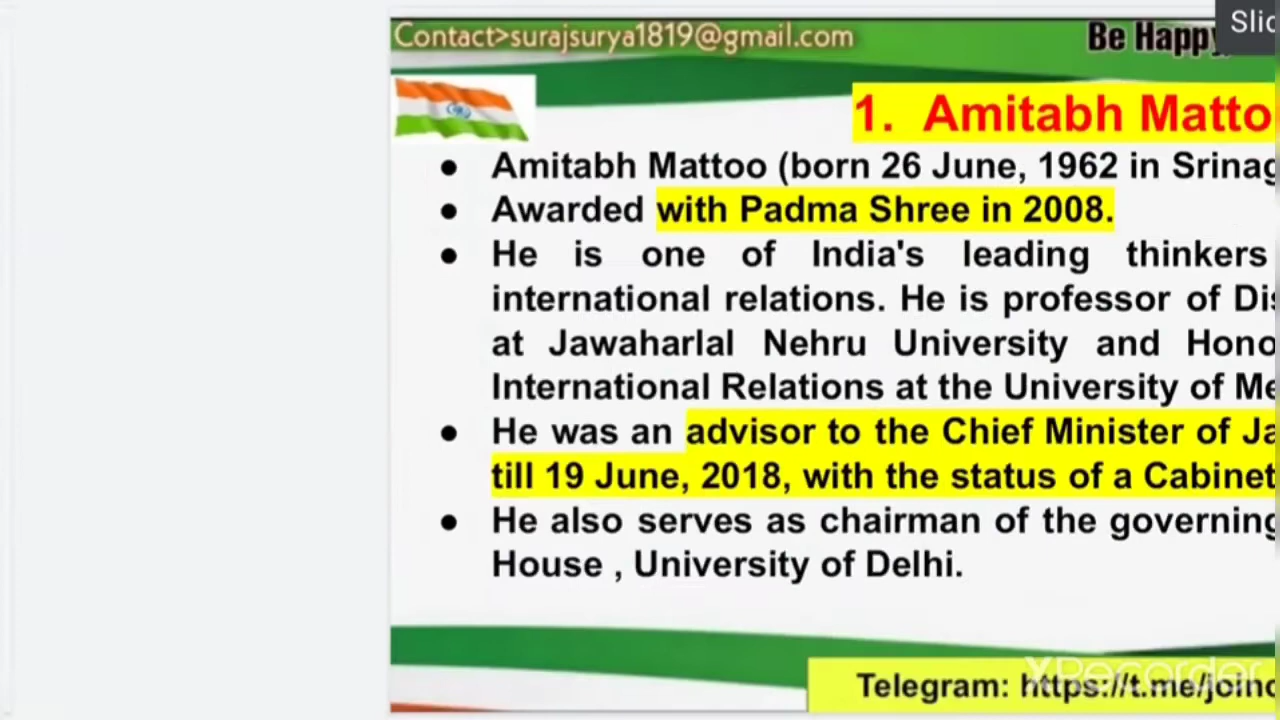 Contact>surajsurya1819@gmail.com
Be Happy,
1. Amitabh Matto
Amitabh Mattoo (born 26 June, 1962 in Srinag
Awarded with Padma Shree in 2008.
He is one of India's leading thinkers
international relations. He is professor of Dis
at Jawaharlal Nehru University and Hono
International Relations at the University of Me
He was an advisor to the Chief Minister of Ja
till 19 June, 2018, with the status of a Cabinet
He also serves as chairman of the governing
House , University of Delhi.
Telegram: https://t.me/joinc
XRecorder